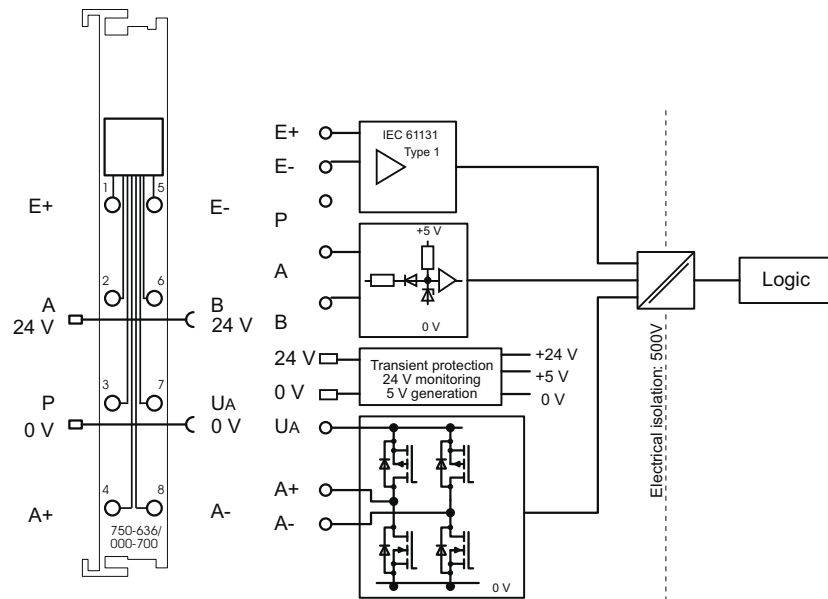 1
5
E+
E-
2
6
A
24 V
B
24 V
3
7
P
0 V
UA
0 V
4
8
A+
A-
750-636/
000-700
E+
E-
P
IEC 61131
Type 1
A
B
+5 V
0 V
24 V
0 V
Transient protection
24 V monitoring
5 V generation
+24 V
+5 V
0 V
UA
A+
A-
0 V
Electrical isolation: 500V
Logic